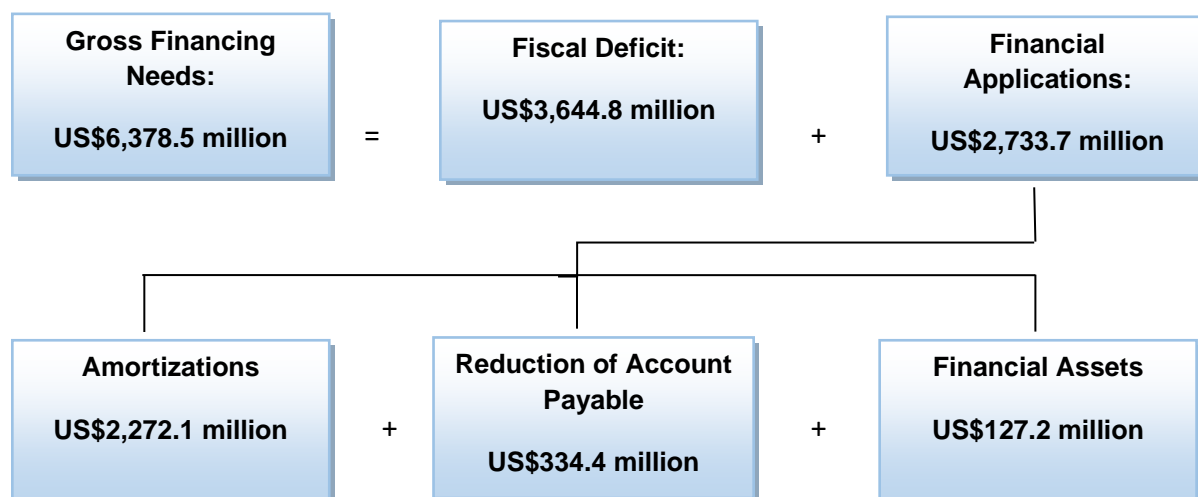 Gross Financing
Needs:
US$6,378.5 million
=
Fiscal Deficit:
US$3,644.8 million
+
Financial
Applications:
US$2,733.7 million
Amortizations
US$2,272.1 million
+
Reduction of Account
Payable
US$334.4 million
+
Financial Assets
US$127.2 million